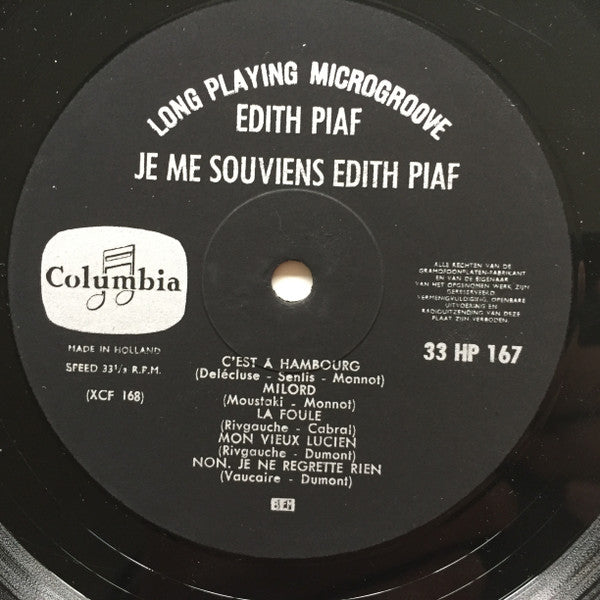 LONG PLAYING MICROGROOVE
EDITH PIAF
JE ME SOUVIENS EDITH PIAF
Columbia
MADE IN HOLLAND
SPEED 33⅓ R.P.M.
(XCF 168)
ALLE RECHTEN VAN DE
GRAMOFOONPLATEN-FABRIKANT
EN VAN DE EIGENAAR
VAN HET OPGENOMEN WERK ZIJN
GERESERVEERD.
VERMENIGVULDIGING, OPENBARE
UITVOERING EN
RADIOUITZENDING VAN DEZE
PLAAT ZIJN VERBODEN.
33 HP 167
C'EST À HAMBOURG
(Delécluse - Senlis - Monnot)
MILORD
(Moustaki - Monnot)
LA FOULE
(Rivgauche - Cabral)
MON VIEUX LUCIEN
(Rivgauche - Dumont)
NON, JE NE REGRETTE RIEN
(Vaucaire - Dumont)